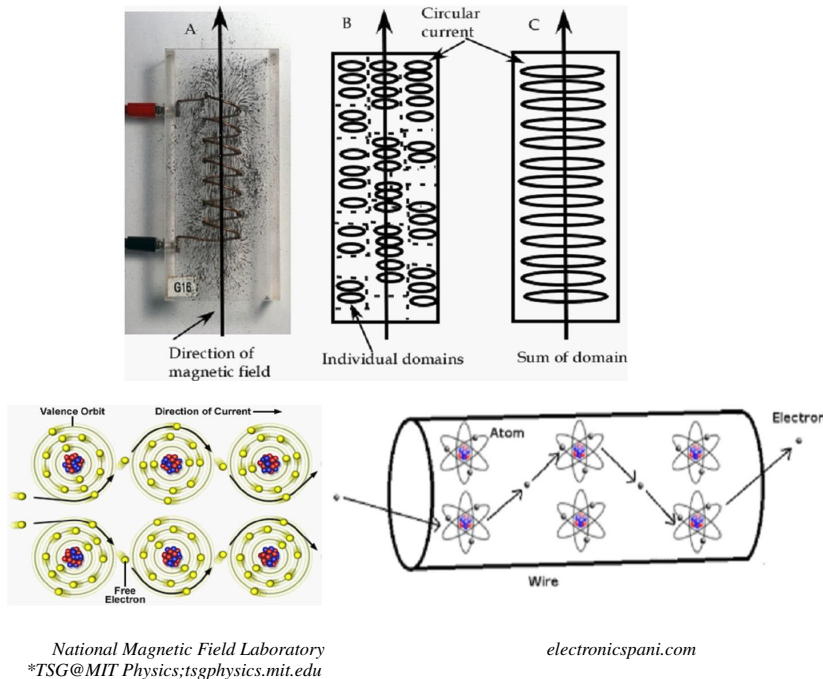 A
B
Circular
current
C
G16
Direction of
magnetic field
Individual domains
Sum of domain
Valence Orbit
Direction of Current
Free
Electron
Atom
Electron
Wire
National Magnetic Field Laboratory
electronicspani.com
*TSG@MIT Physics;tsgphysics.mit.edu